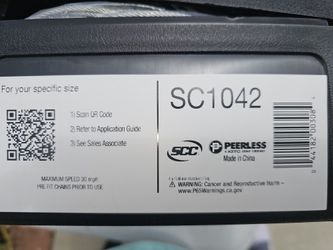 For your specific size
1) Scan QR Code
2) Refer to Application Guide
3) See Sales Associate
MAXIMUM SPEED 30 mph
PRE FIT CHAINS PRIOR TO USE
SC1042
SCC
PEERLESS
Made in China
WARNING: Cancer and Reproductive Harm -
www.P65Warnings.ca.gov